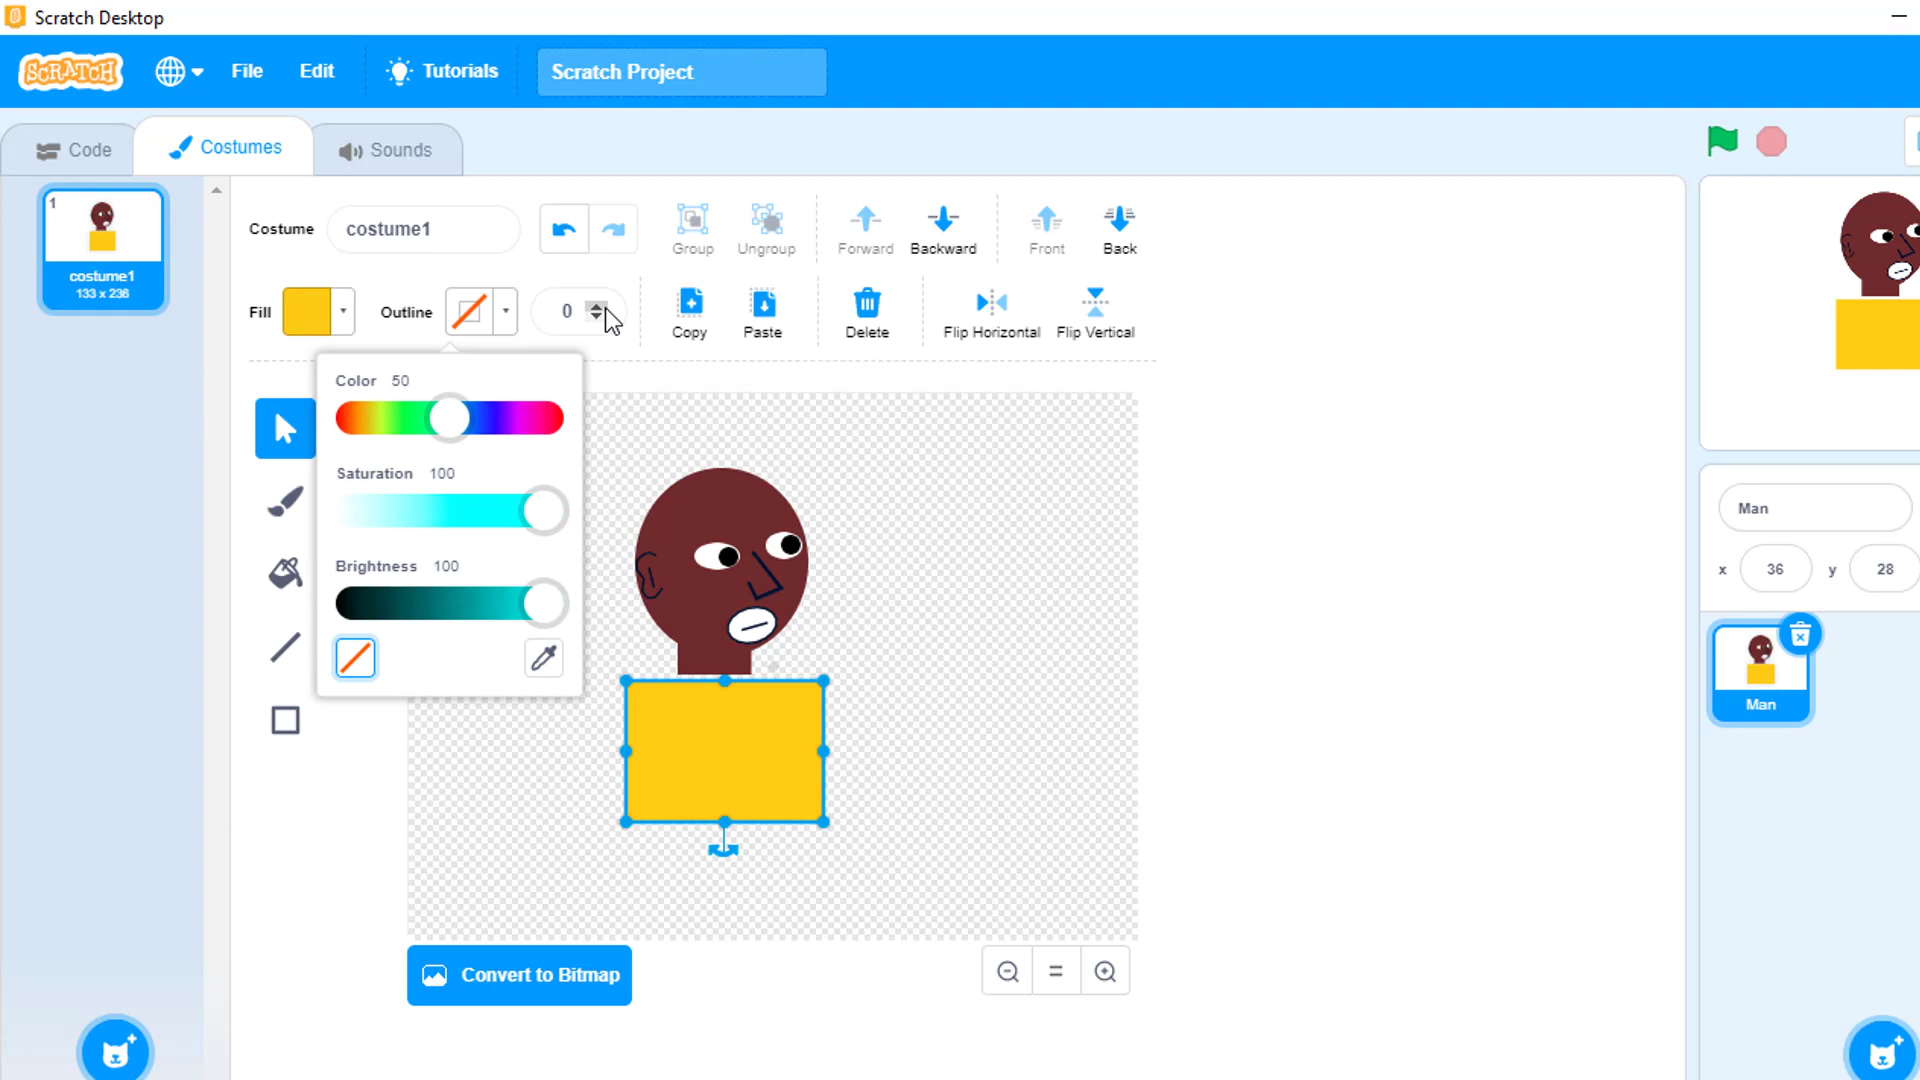 Scratch Desktop
SCRATCH
File
Edit
Tutorials
Scratch Project
Code
Costumes
Sounds
1
costume1
133 x 236
Costume
costume1
Group
Ungroup
Forward
Backward
Front
Back
Fill
Outline
0
Copy
Paste
Delete
Flip Horizontal
Flip Vertical
Color 50
Saturation 100
Brightness 100
Convert to Bitmap
Man
x 36 y 28
Man